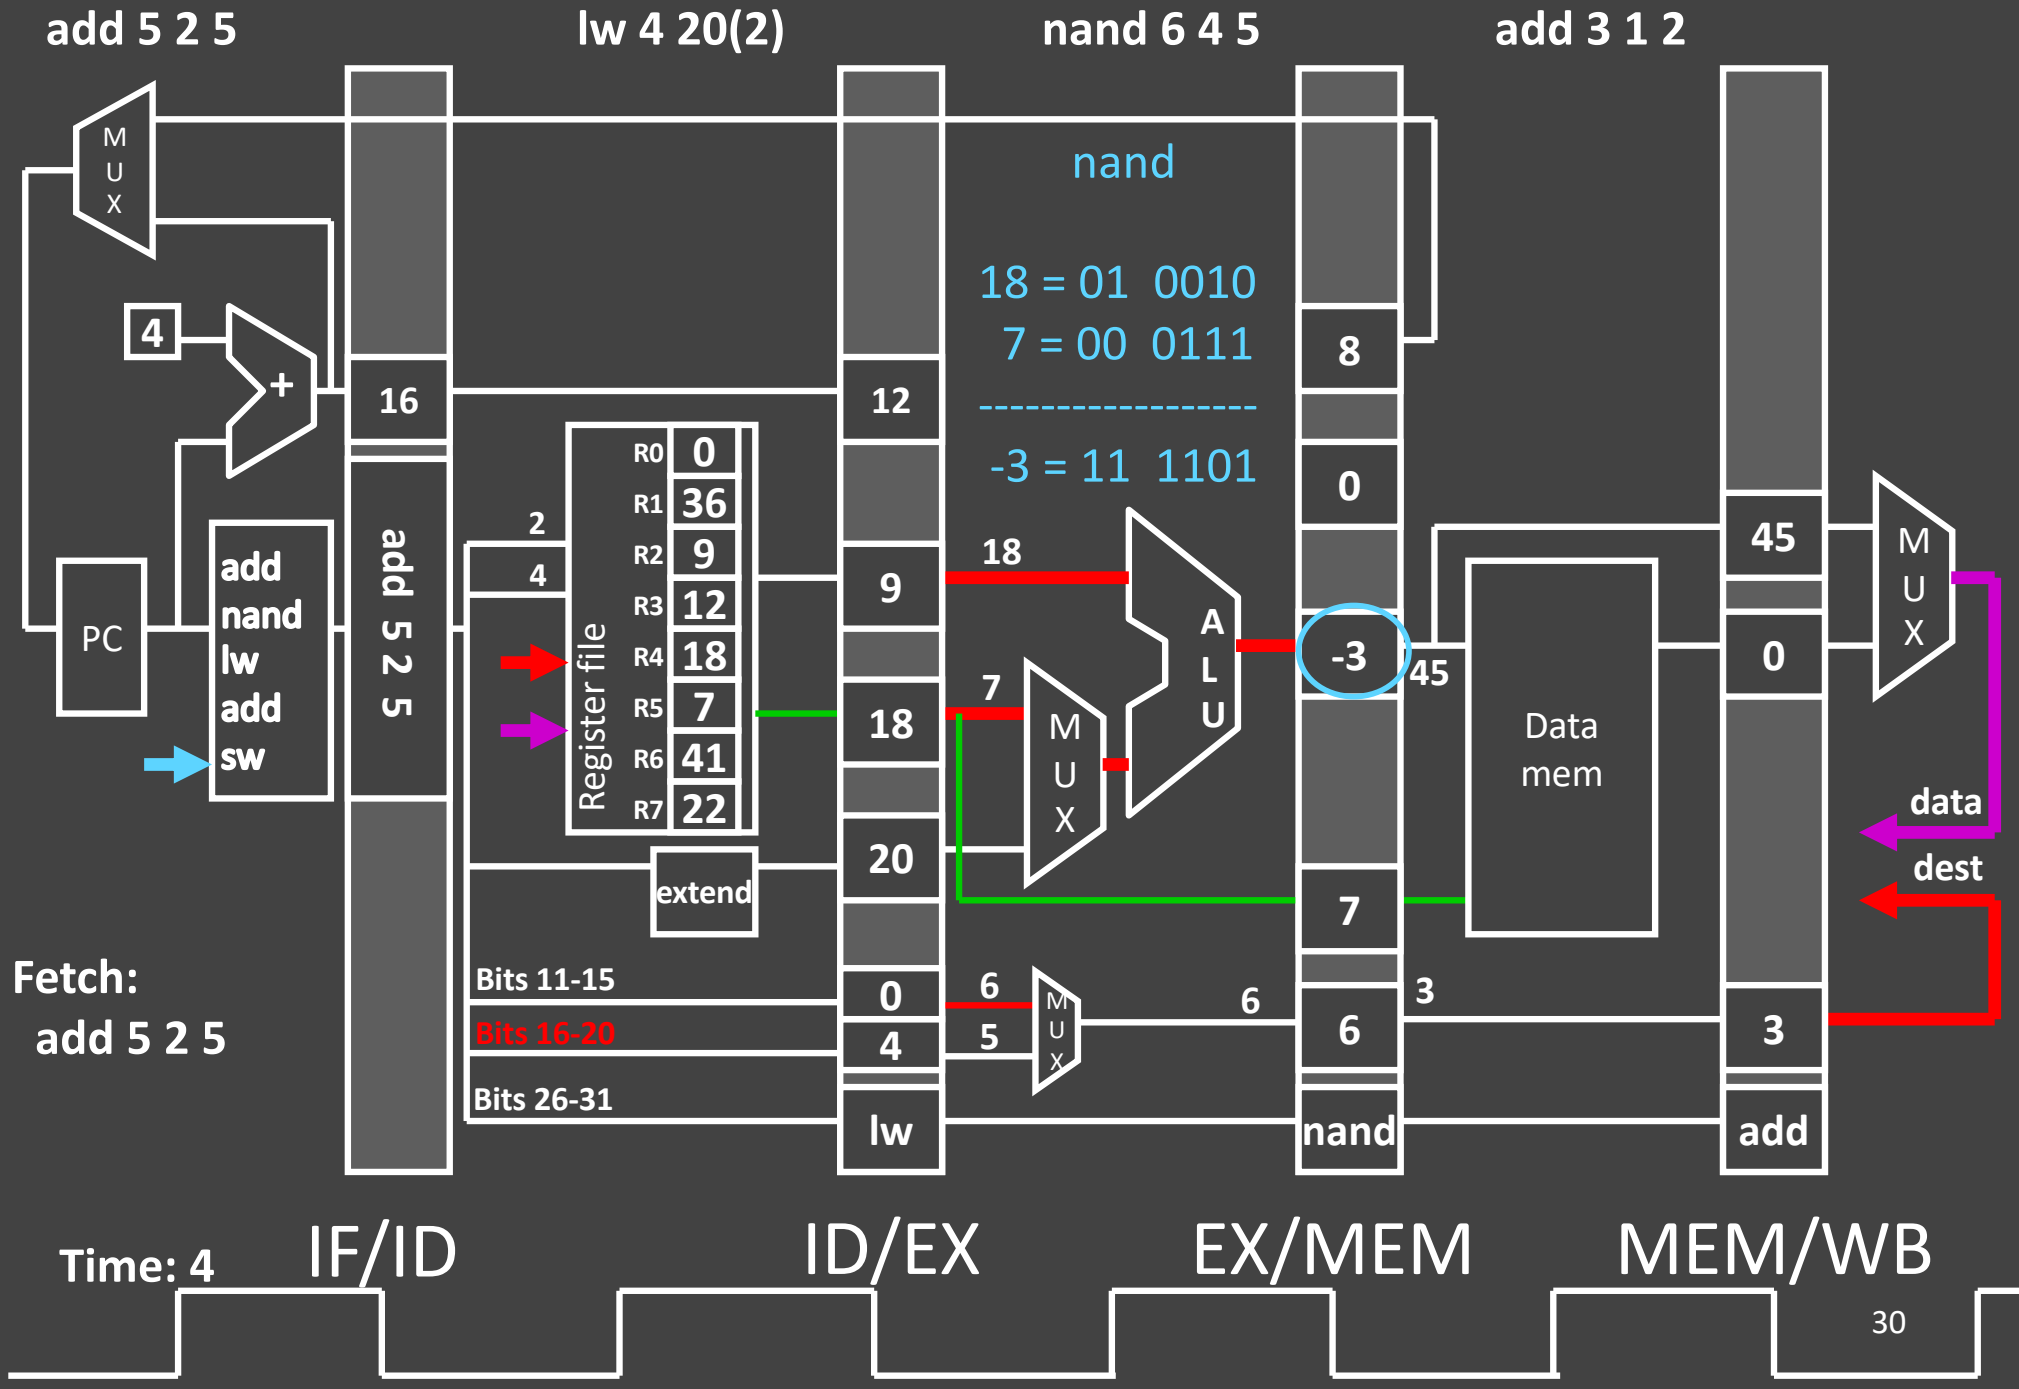 add 5 2 5
lw 4 20(2)
nand 6 4 5
add 3 1 2
M
U
X
4
+
16
12
nand
18 = 01 0010
7 = 00 0111
------------------
-3 = 11 1101
8
0
PC
add
nand
lw
add
sw
add 5 2 5
2
4
Register file
R0 0
R1 36
R2 9
R3 12
R4 18
R5 7
R6 41
R7 22
extend
9
18
20
18
7
M
U
X
A
L
U
-3
45
Data
mem
45
0
M
U
X
data
dest
7
Fetch:
add 5 2 5
Bits 11-15
Bits 16-20
Bits 26-31
0
4
lw
6
5
M
U
X
6
6
nand
3
3
add
Time: 4
IF/ID
ID/EX
EX/MEM
MEM/WB
30